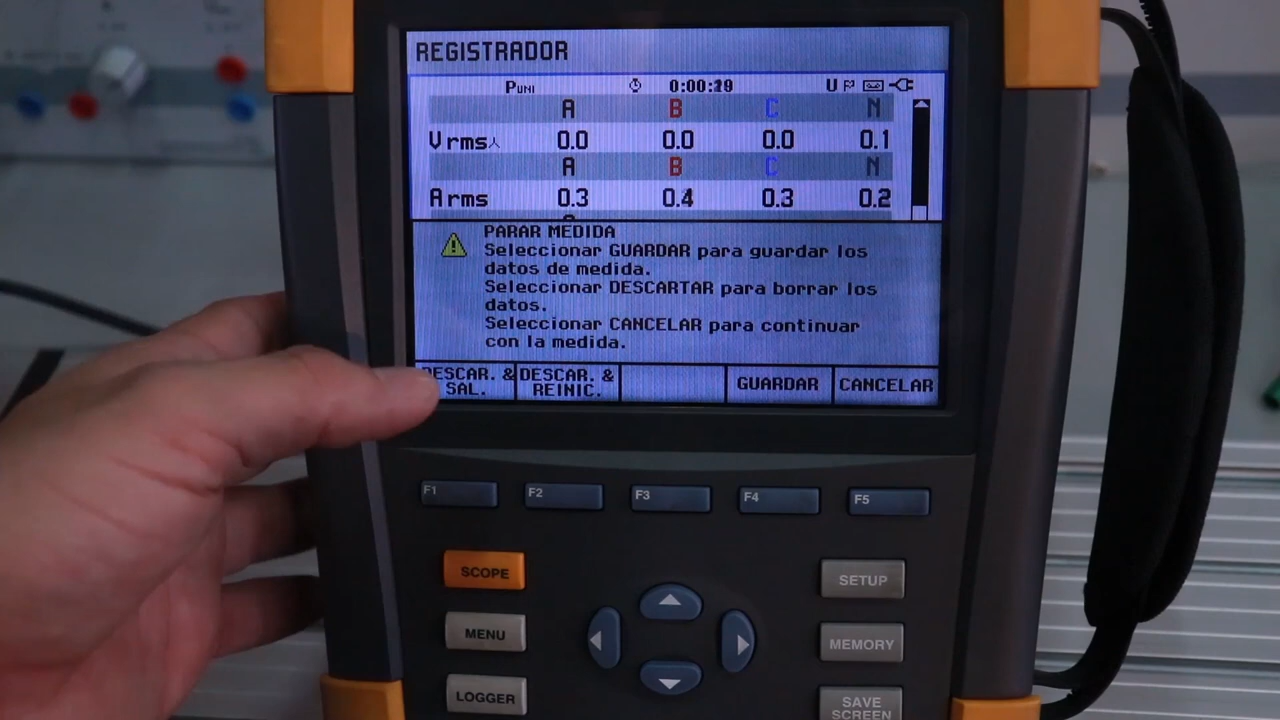 REGISTRADOR
PUNI 0:00:29 U
A B C N
Vrms 0.0 0.0 0.0 0.1
A B C N
Arms 0.3 0.4 0.3 0.2
PARAR MEDIDA
Seleccionar GUARDAR para guardar los
datos de medida.
Seleccionar DESCARTAR para borrar los
datos.
Seleccionar CANCELAR para continuar
con la medida.
DESCAR. & SAL. DESCAR. & REINIC. GUARDAR CANCELAR
F1 F2 F3 F4 F5
SCOPE
SETUP
MENU
MEMORY
LOGGER
SAVE
SCREEN